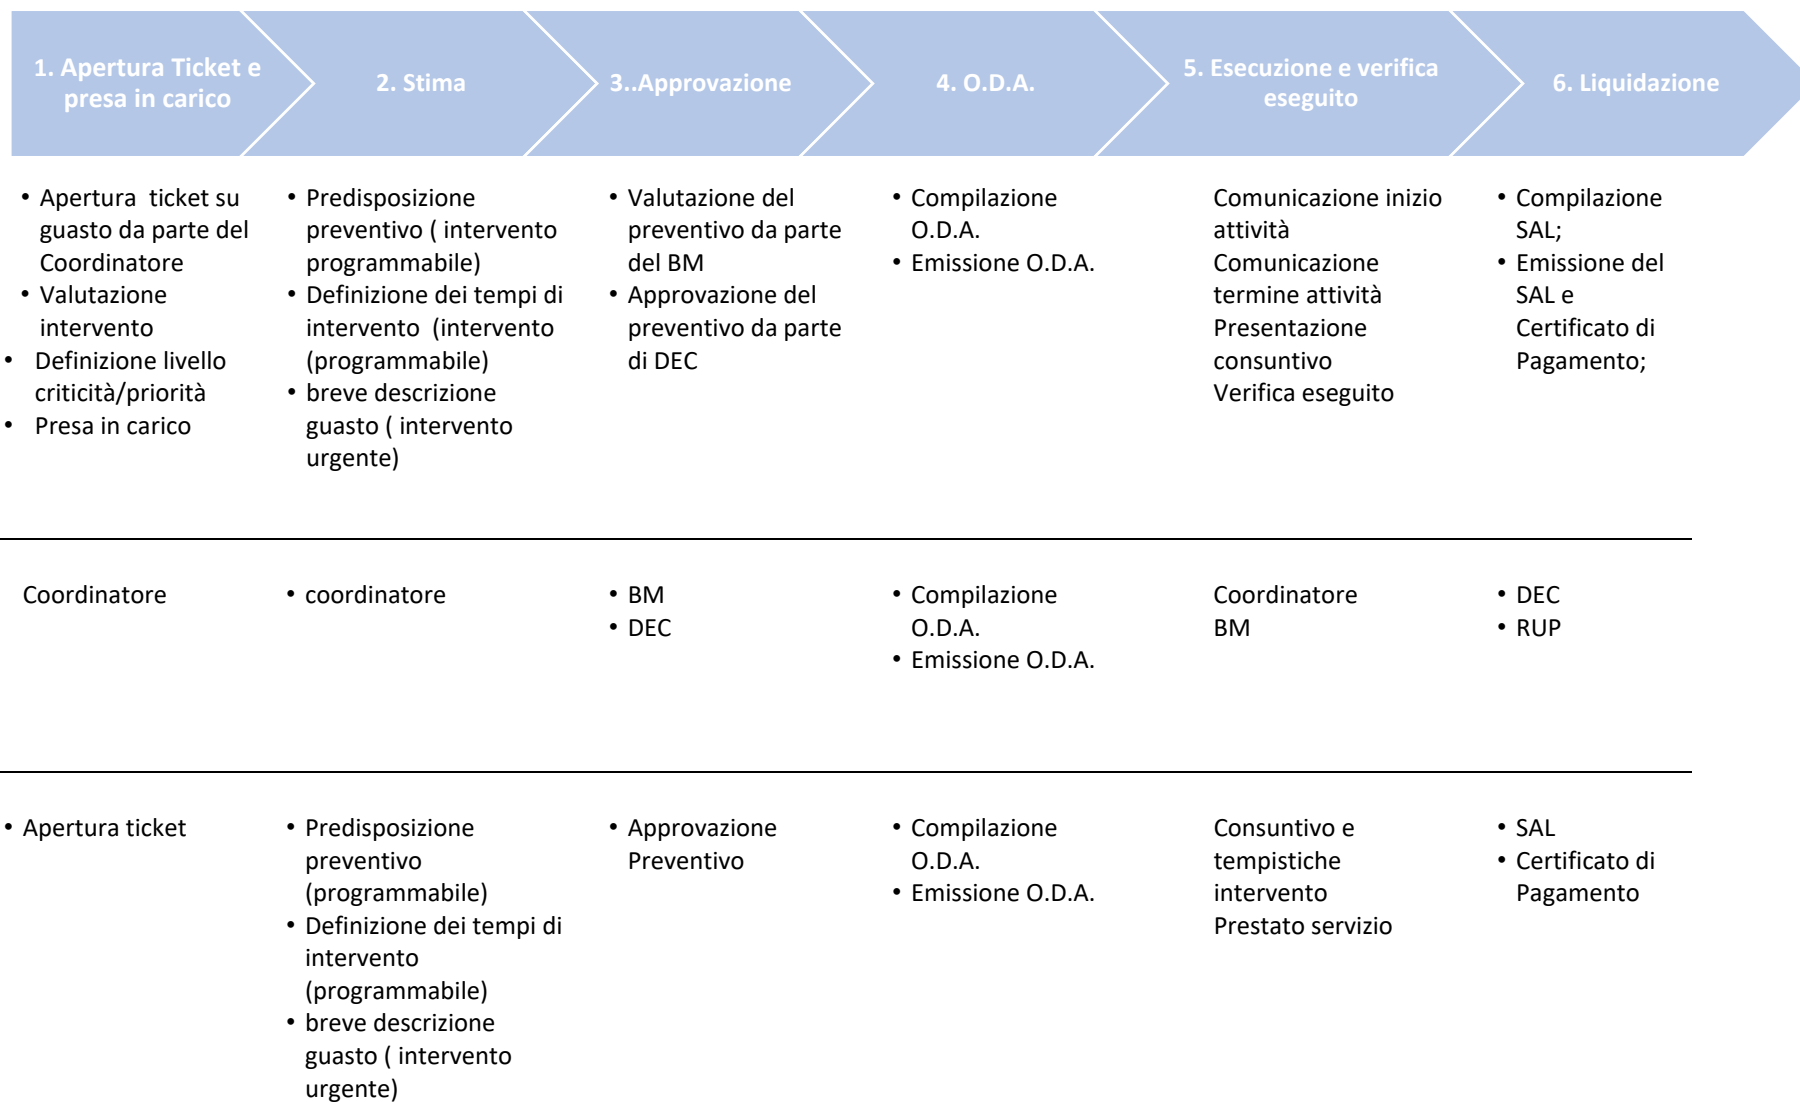 1. Apertura Ticket e
presa in carico
2. Stima
3..Approvazione
4. O.D.A.
5. Esecuzione e verifica
eseguito
6. Liquidazione
• Apertura  ticket su
guasto da parte del
Coordinatore
• Valutazione
intervento
• Definizione livello
criticità/priorità
• Presa in carico
• Predisposizione
preventivo ( intervento
programmabile)
• Definizione dei tempi di
intervento  (intervento
(programmabile)
• breve descrizione
guasto ( intervento
urgente)
• Valutazione del
preventivo da parte
del BM
• Approvazione del
preventivo da parte
di DEC
• Compilazione
O.D.A.
• Emissione O.D.A.
Comunicazione inizio
attività
Comunicazione
termine attività
Presentazione
consuntivo
Verifica eseguito
• Compilazione
SAL;
• Emissione del
SAL e
Certificato di
Pagamento;
Coordinatore
• coordinatore
• BM
• DEC
• Compilazione
O.D.A.
• Emissione O.D.A.
Coordinatore
BM
• DEC
• RUP
• Apertura ticket
• Predisposizione
preventivo
(programmabile)
• Definizione dei tempi di
intervento
(programmabile)
• breve descrizione
guasto ( intervento
urgente)
• Approvazione
Preventivo
• Compilazione
O.D.A.
• Emissione O.D.A.
Consuntivo e
tempistiche
intervento
Prestato servizio
• SAL
• Certificato di
Pagamento